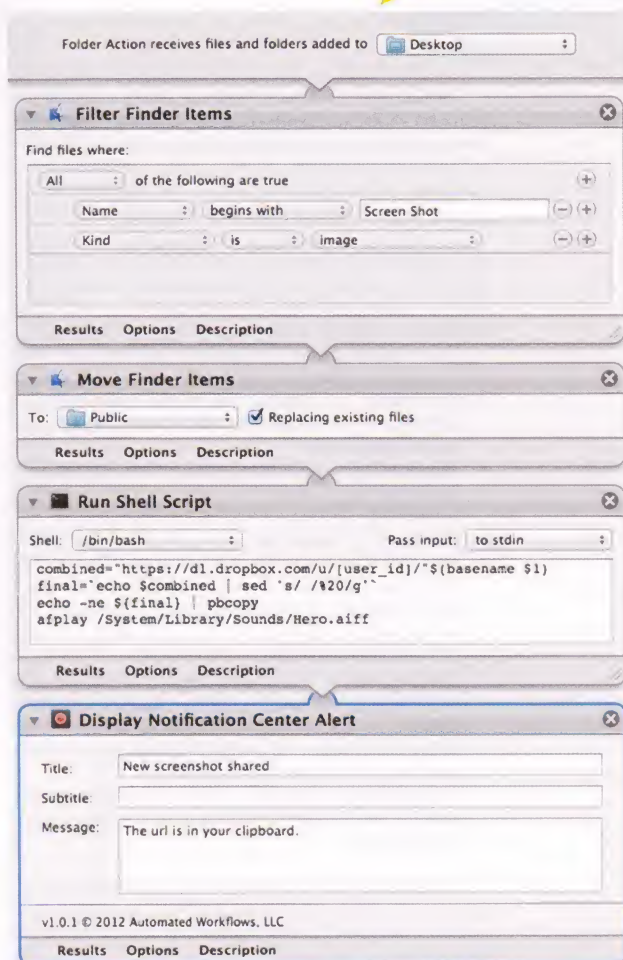 Folder Action receives files and folders added to Desktop
Filter Finder Items
Find files where:
All of the following are true
Name begins with Screen Shot
Kind is image
Results Options Description
Move Finder Items
To: Public Replacing existing files
Results Options Description
Run Shell Script
Shell: /bin/bash Pass input: to stdin
combined="https://dl.dropbox.com/u/[user_id]/"$(basename $1)
final=`echo $combined | sed 's/ /%20/g'`
echo -ne ${final} | pbcopy
afplay /System/Library/Sounds/Hero.aiff
Results Options Description
Display Notification Center Alert
Title: New screenshot shared
Subtitle:
Message: The url is in your clipboard.
v1.0.1 © 2012 Automated Workflows, LLC
Results Options Description